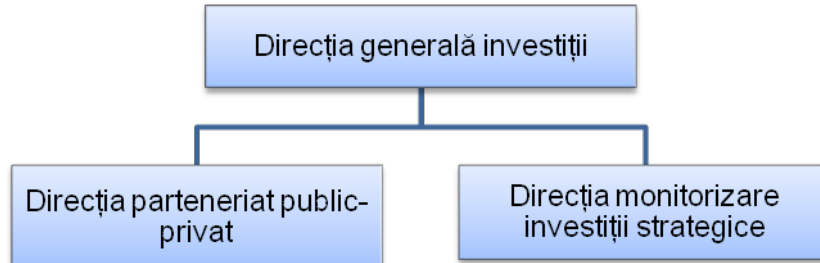 Direcția generală investiții
Direcția parteneriat public-
privat
Direcția monitorizare
investiții strategice